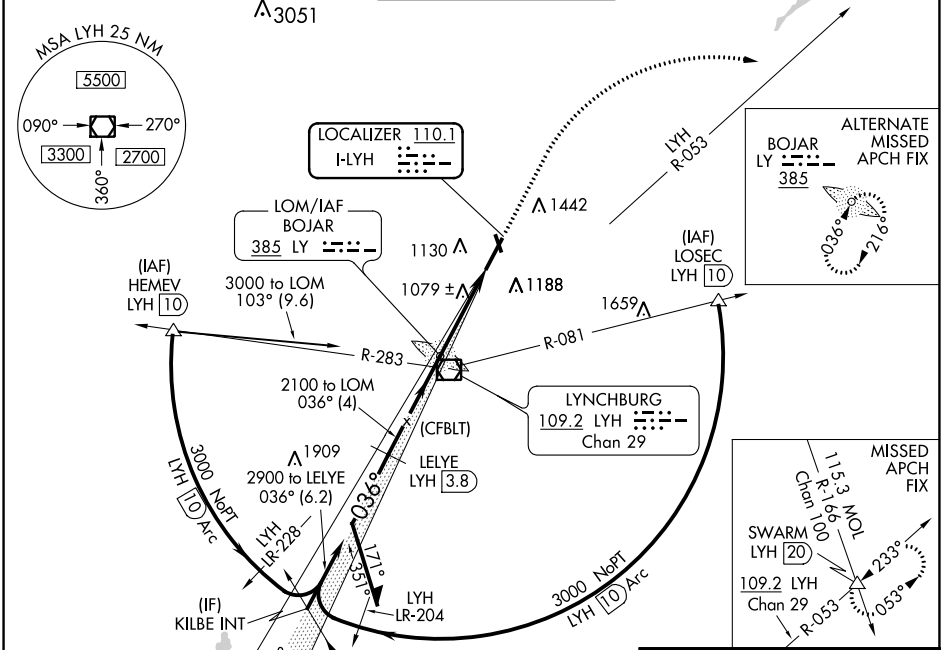 3051
MSA LYH 25 NM
5500
090°
270°
3300
2700
360°
LOCALIZER 110.1
I-LYH
LYH
R-053
ALTERNATE
MISSED
APCH FIX
BOJAR
LY
385
036°
216°
LOM/IAF
BOJAR
385 LY
1442
1130
1079 ±
1188
(IAF)
HEMEV
LYH 10
3000 to LOM
103° (9.6)
(IAF)
LOSEC
LYH 10
1659
R-283
R-081
2100 to LOM
036° (4)
(CFBLT)
LYNCHBURG
109.2 LYH
Chan 29
1909
LELYE
LYH 3.8
2900 to LELYE
036° (6.2)
036°
3000 NoPT
LYH 10 Arc
LYH
LR-228
171°
351°
LYH
LR-204
3000 NoPT
LYH 10 Arc
(IF)
KILBE INT
MISSED
APCH
FIX
115.3 MOL
R-166
Chan 100
SWARM
LYH 20
109.2 LYH
Chan 29
R-053
233°
053°